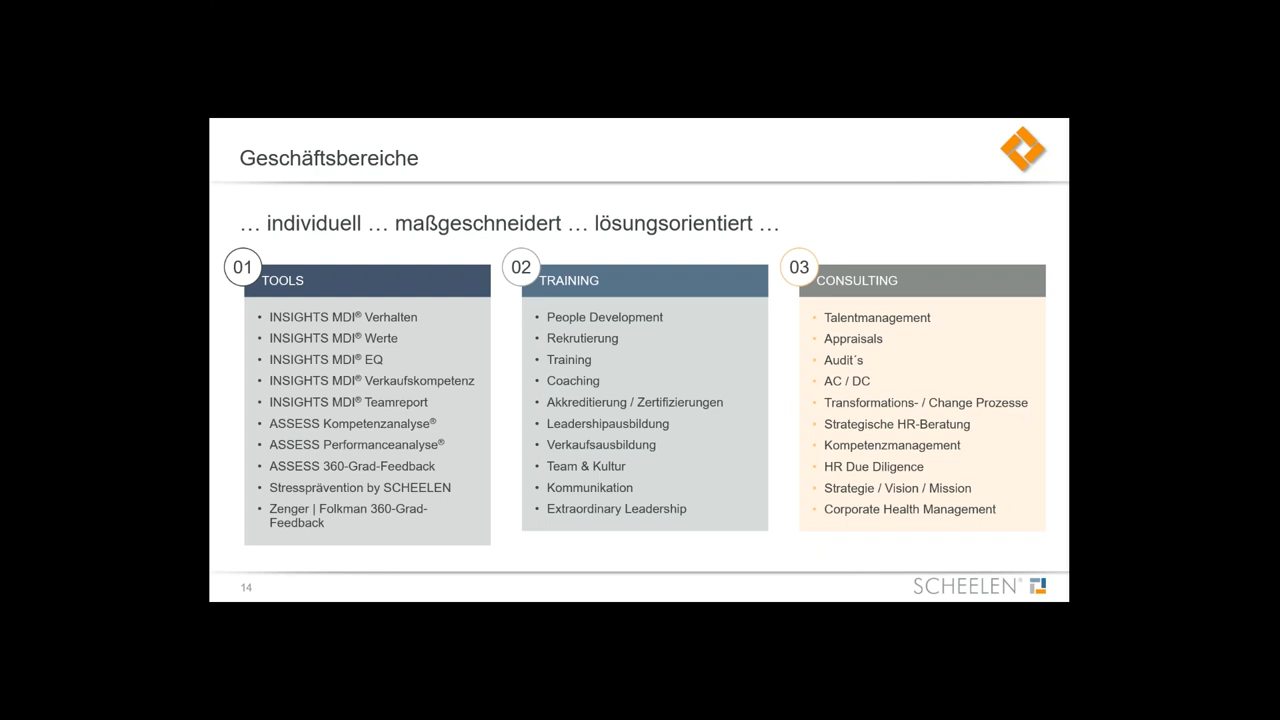 Geschäftsbereiche
… individuell … maßgeschneidert … lösungsorientiert …
01
TOOLS
• INSIGHTS MDI® Verhalten
• INSIGHTS MDI® Werte
• INSIGHTS MDI® EQ
• INSIGHTS MDI® Verkaufskompetenz
• INSIGHTS MDI® Teamreport
• ASSESS Kompetenzanalyse®
• ASSESS Performanceanalyse®
• ASSESS 360-Grad-Feedback
• Stressprävention by SCHEELEN
• Zenger | Folkman 360-Grad-
Feedback
02
TRAINING
• People Development
• Rekrutierung
• Training
• Coaching
• Akkreditierung / Zertifizierungen
• Leadershipausbildung
• Verkaufsausbildung
• Team & Kultur
• Kommunikation
• Extraordinary Leadership
03
CONSULTING
• Talentmanagement
• Appraisals
• Audit´s
• AC / DC
• Transformations- / Change Prozesse
• Strategische HR-Beratung
• Kompetenzmanagement
• HR Due Diligence
• Strategie / Vision / Mission
• Corporate Health Management
14
SCHEELEN®